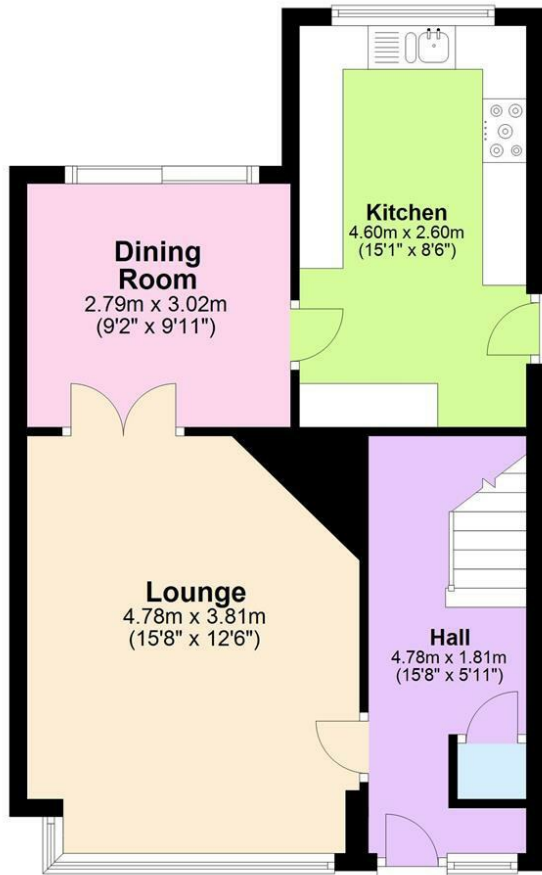 Kitchen
4.60m x 2.60m
(15'1" x 8'6")
Dining
Room
2.79m x 3.02m
(9'2" x 9'11")
Lounge
4.78m x 3.81m
(15'8" x 12'6")
Hall
4.78m x 1.81m
(15'8" x 5'11")